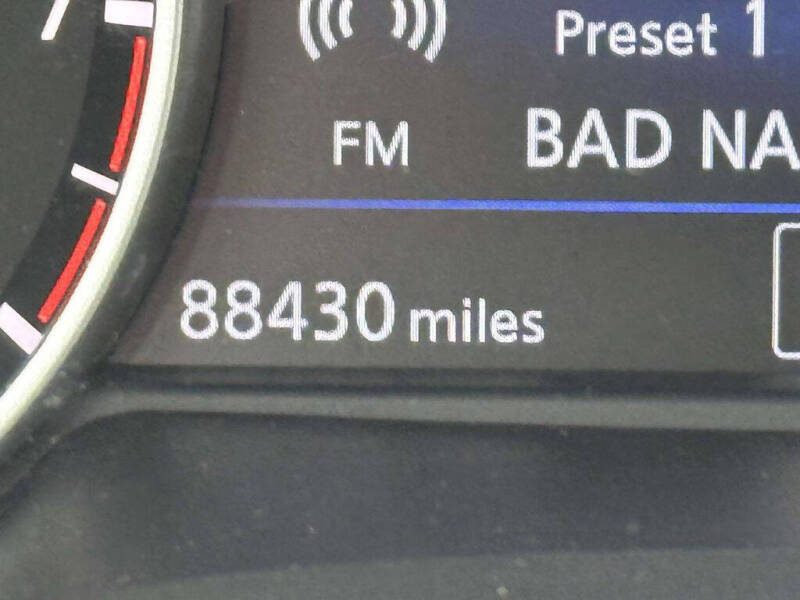 Preset 1
FM
BAD NA
88430 miles